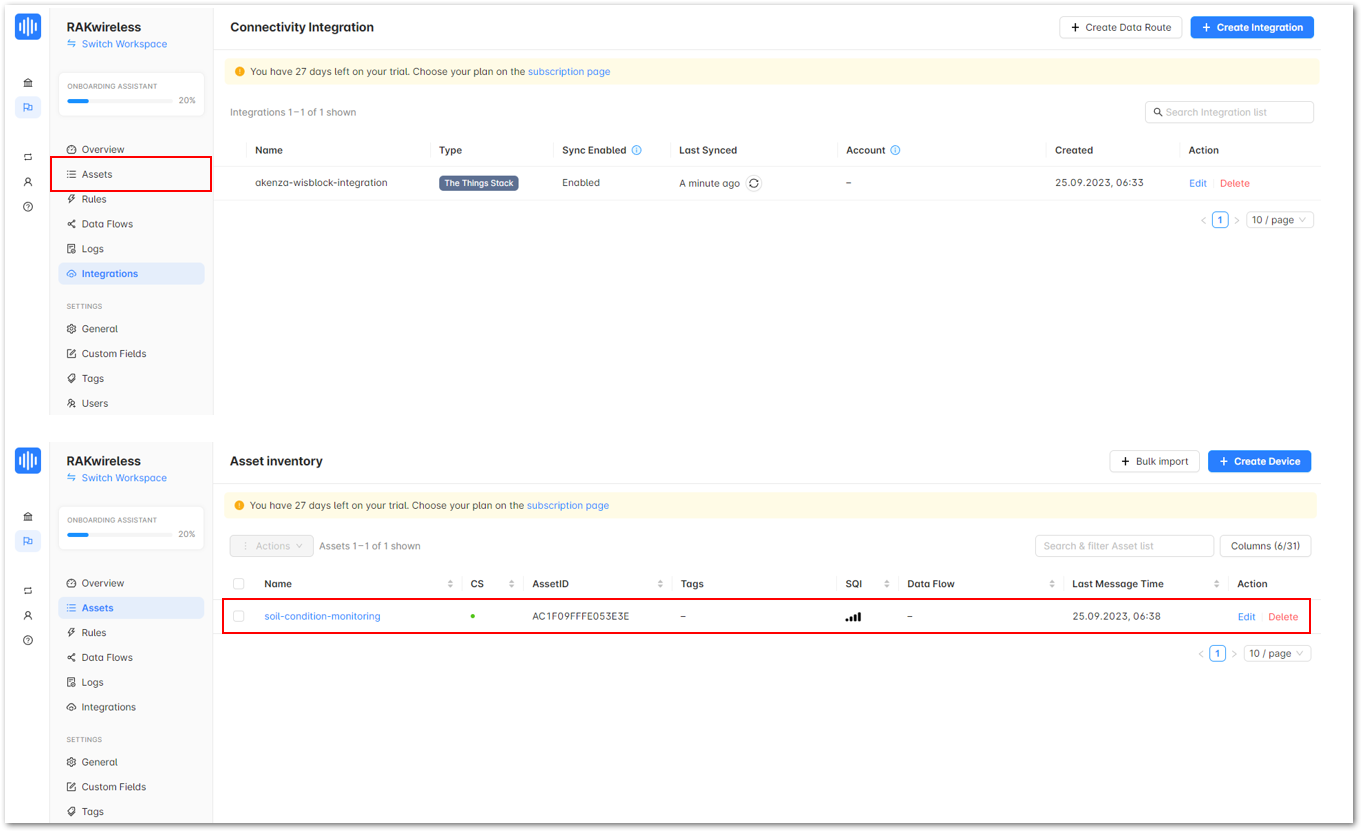 RAKwireless
Switch Workspace
ONBOARDING ASSISTANT
20%
Overview
Assets
Rules
Data Flows
Logs
Integrations
SETTINGS
General
Custom Fields
Tags
Users
Connectivity Integration
+ Create Data Route
+ Create Integration
You have 27 days left on your trial. Choose your plan on the subscription page
Integrations 1–1 of 1 shown
Search Integration list
Name Type Sync Enabled Last Synced Account Created Action
akenza-wisblock-integration The Things Stack Enabled A minute ago – 25.09.2023, 06:33 Edit Delete
< 1 > 10 / page
RAKwireless
Switch Workspace
ONBOARDING ASSISTANT
20%
Overview
Assets
Rules
Data Flows
Logs
Integrations
SETTINGS
General
Custom Fields
Tags
Asset inventory
+ Bulk import
+ Create Device
You have 27 days left on your trial. Choose your plan on the subscription page
Actions Assets 1–1 of 1 shown
Search & filter Asset list
Columns (6/31)
Name CS AssetID Tags SQI Data Flow Last Message Time Action
soil-condition-monitoring AC1F09FFFE053E3E – – 25.09.2023, 06:38 Edit Delete
< 1 > 10 / page